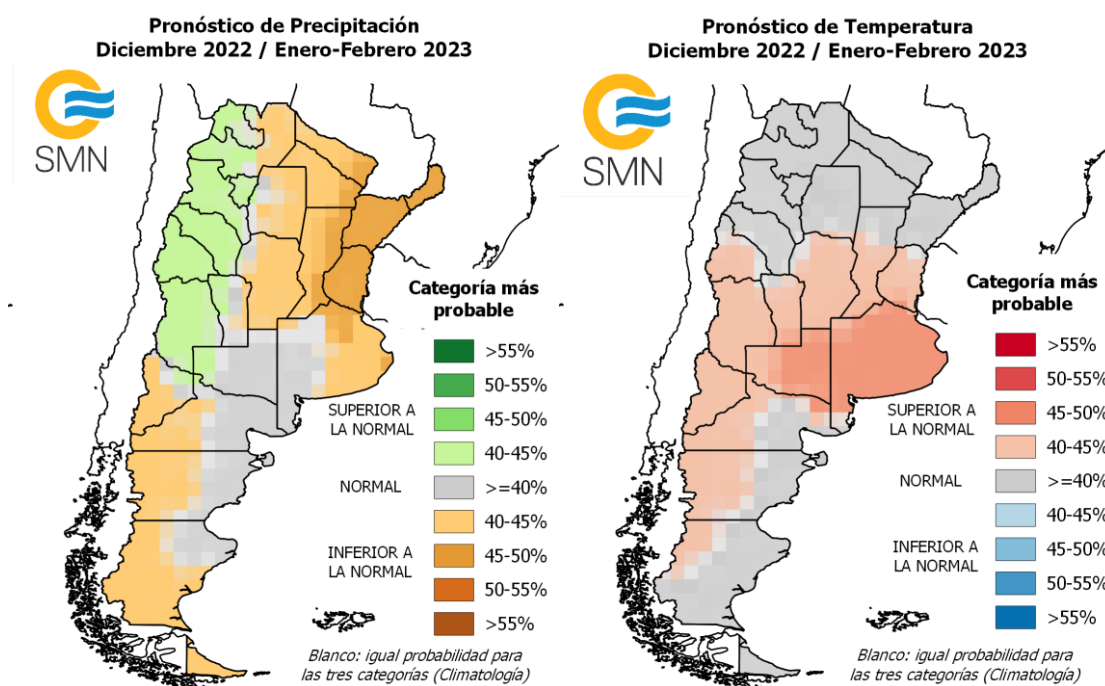 Pronóstico de Precipitación
Diciembre 2022 / Enero-Febrero 2023
SMN
Categoría más
probable
>55%
50-55%
45-50%
SUPERIOR A
LA NORMAL
40-45%
NORMAL
>=40%
40-45%
INFERIOR A
LA NORMAL
45-50%
50-55%
>55%
Blanco: igual probabilidad para
las tres categorías (Climatología)
Pronóstico de Temperatura
Diciembre 2022 / Enero-Febrero 2023
SMN
Categoría más
probable
>55%
50-55%
45-50%
SUPERIOR A
LA NORMAL
40-45%
NORMAL
>=40%
40-45%
INFERIOR A
LA NORMAL
45-50%
50-55%
>55%
Blanco: igual probabilidad para
las tres categorías (Climatología)